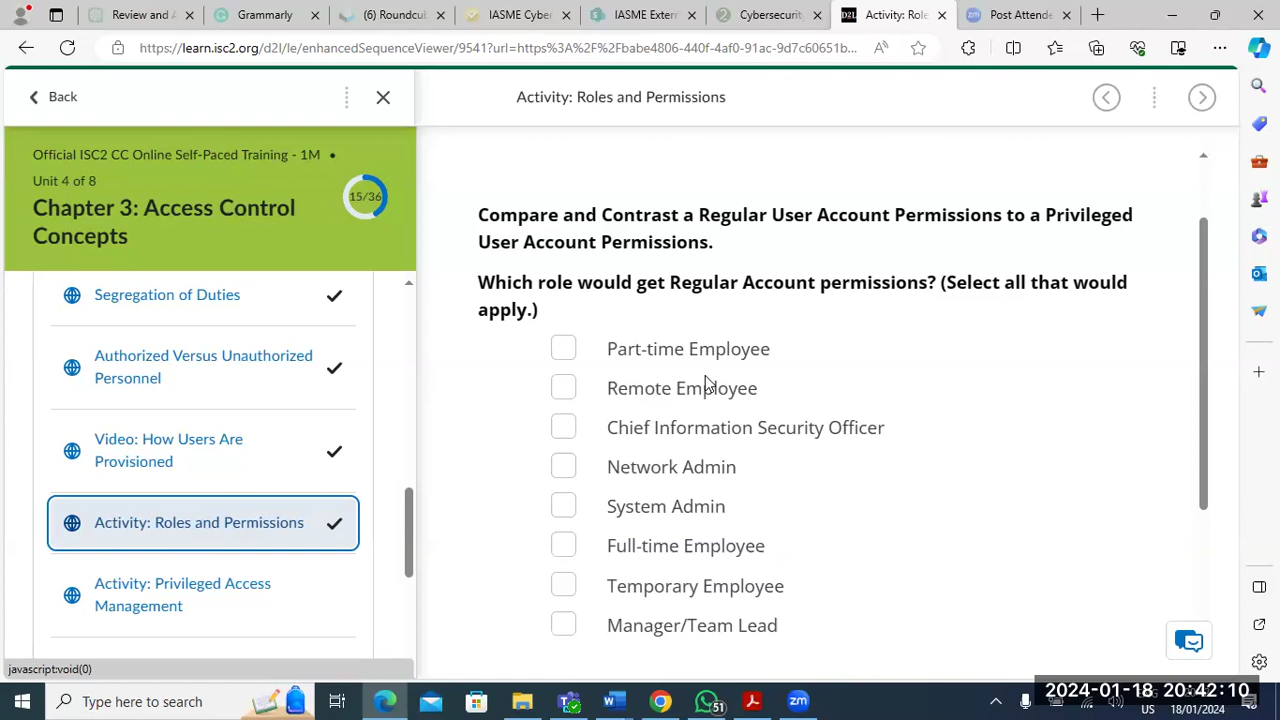 Review and A
Grammarly
(6) Roundcul
IASME Cyber
IASME Extern
Cybersecurity
Activity: Role
Post Attende
https://learn.isc2.org/d2l/le/enhancedSequenceViewer/9541?url=https%3A%2F%2Fbabe4806-440f-4af0-91ac-9d7c60651b...
Back
Activity: Roles and Permissions
Official ISC2 CC Online Self-Paced Training - 1M •
Unit 4 of 8
Chapter 3: Access Control
Concepts
15/36
Segregation of Duties
Authorized Versus Unauthorized
Personnel
Video: How Users Are
Provisioned
Activity: Roles and Permissions
Activity: Privileged Access
Management
Compare and Contrast a Regular User Account Permissions to a Privileged
User Account Permissions.
Which role would get Regular Account permissions? (Select all that would
apply.)
Part-time Employee
Remote Employee
Chief Information Security Officer
Network Admin
System Admin
Full-time Employee
Temporary Employee
Manager/Team Lead
javascript:void(0)
Type here to search
51
2024-01-18 20:42:10
US
18/01/2024